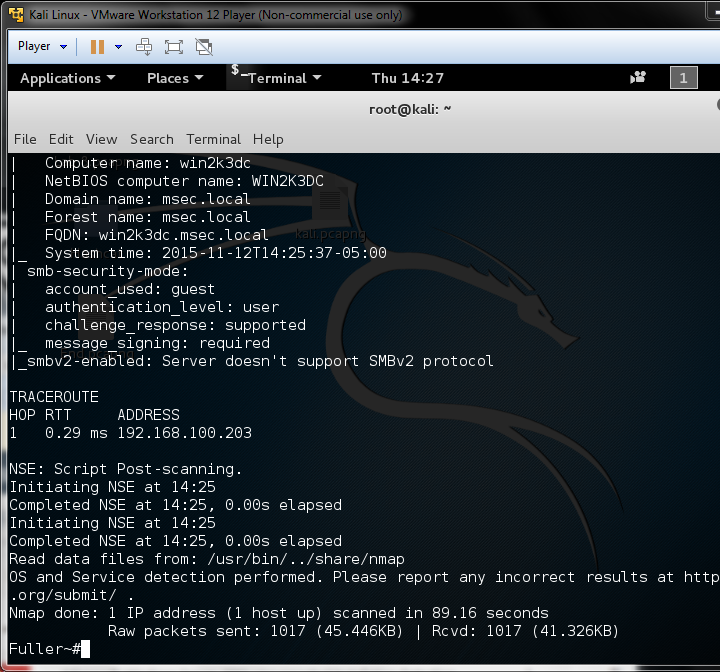 Kali Linux - VMware Workstation 12 Player (Non-commercial use only)
Player
Applications Places $_Terminal Thu 14:27 1
root@kali: ~
File Edit View Search Terminal Help
| Computer name: win2k3dc
| NetBIOS computer name: WIN2K3DC
| Domain name: msec.local
| Forest name: msec.local
| FQDN: win2k3dc.msec.local
kali.pcapng
|_ System time: 2015-11-12T14:25:37-05:00
| smb-security-mode:
| account_used: guest
| authentication_level: user
| challenge_response: supported
|_ message_signing: required
|_smbv2-enabled: Server doesn't support SMBv2 protocol
TRACEROUTE
HOP RTT ADDRESS
1 0.29 ms 192.168.100.203
NSE: Script Post-scanning.
Initiating NSE at 14:25
Completed NSE at 14:25, 0.00s elapsed
Initiating NSE at 14:25
Completed NSE at 14:25, 0.00s elapsed
Read data files from: /usr/bin/../share/nmap
OS and Service detection performed. Please report any incorrect results at http
.org/submit/ .
Nmap done: 1 IP address (1 host up) scanned in 89.16 seconds
Raw packets sent: 1017 (45.446KB) | Rcvd: 1017 (41.326KB)
Fuller~#